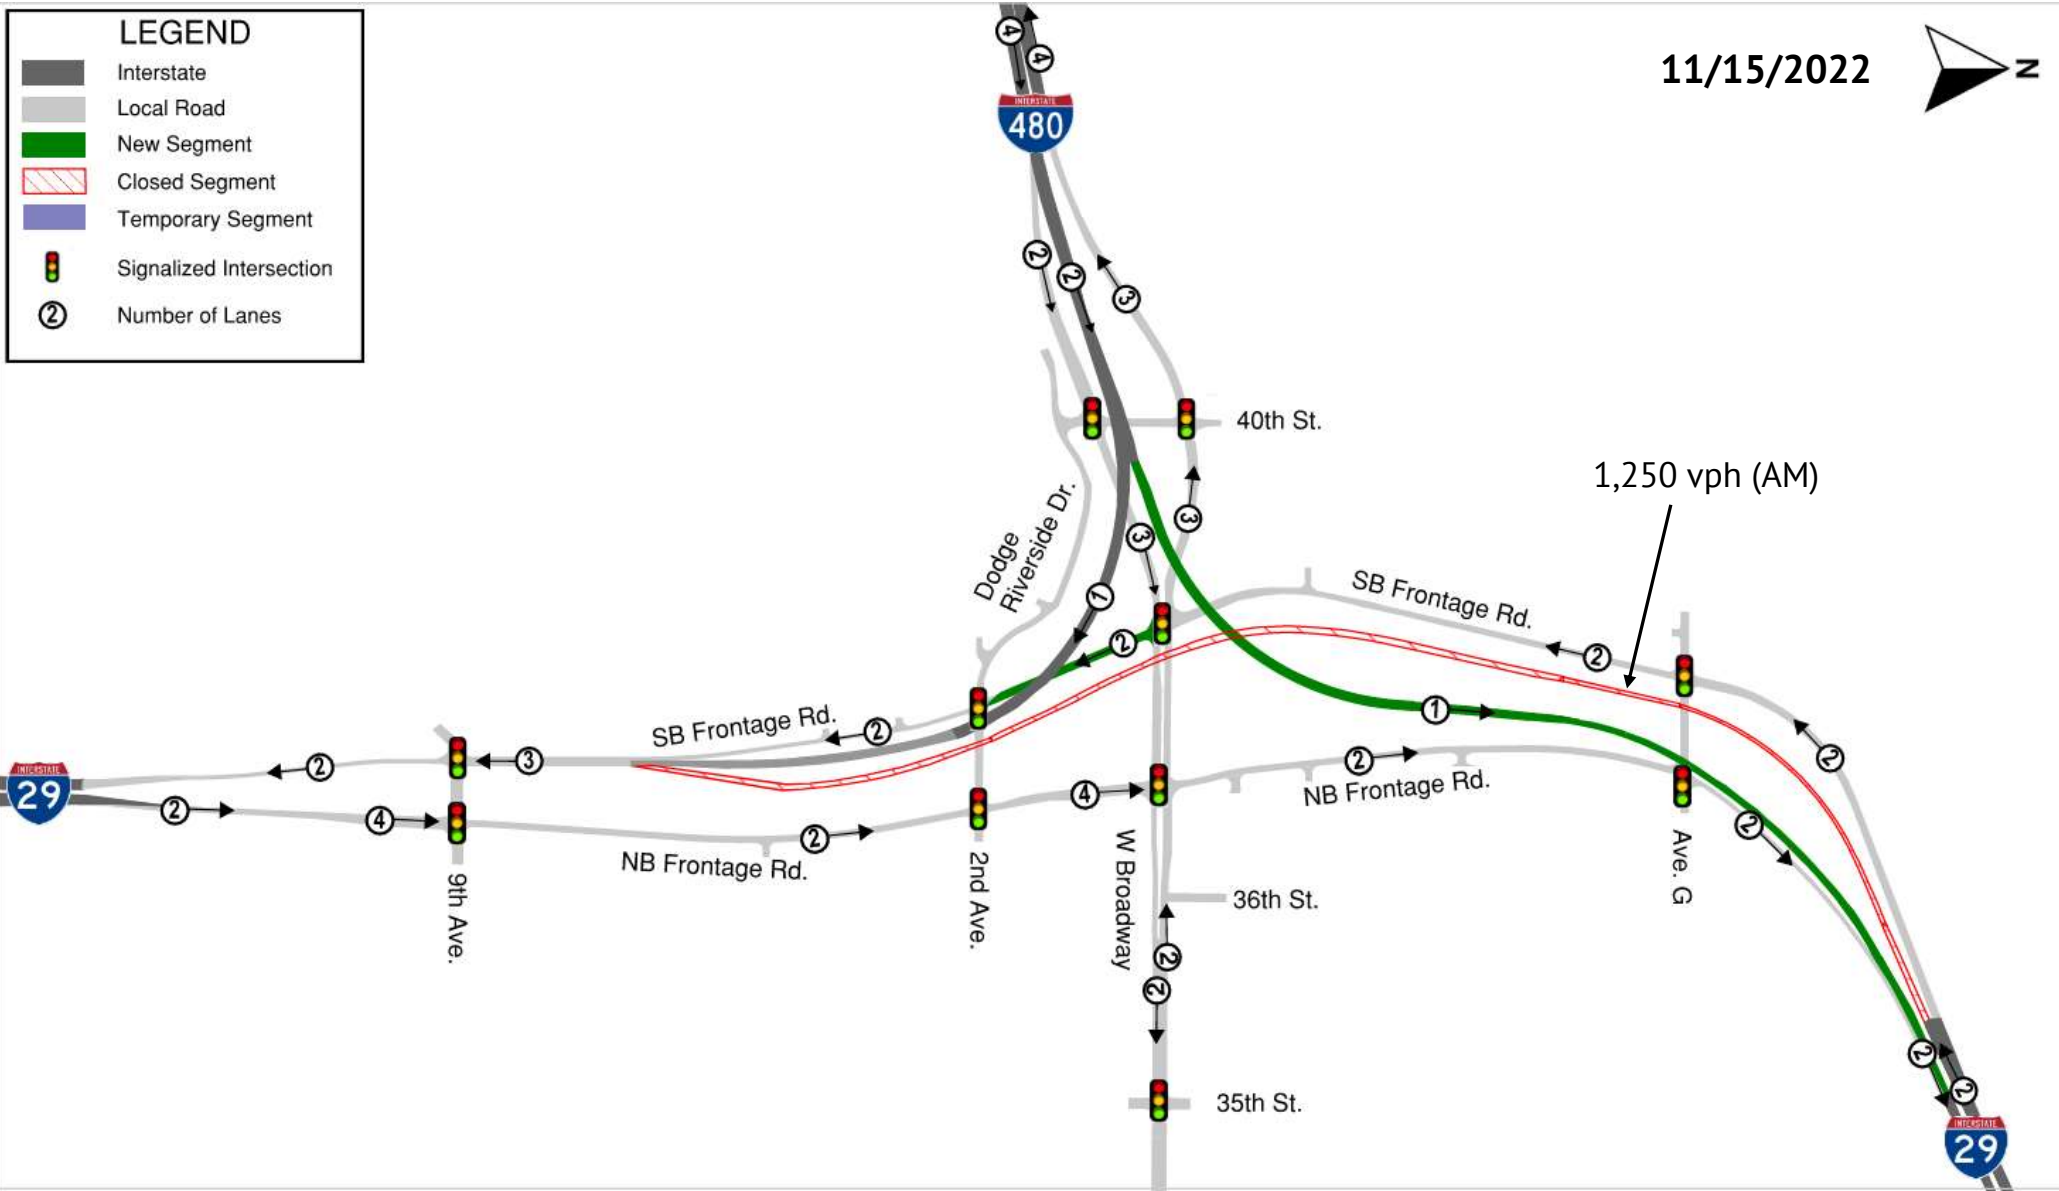 LEGEND
Interstate
Local Road
New Segment
Closed Segment
Temporary Segment
Signalized Intersection
2
Number of Lanes
11/15/2022
N
4
4
INTERSTATE
480
2
2
3
40th St.
1,250 vph (AM)
3
3
Dodge
Riverside Dr.
1
2
SB Frontage Rd.
2
2
1
SB Frontage Rd.
2
2
3
2
INTERSTATE
29
2
4
2
4
2
NB Frontage Rd.
NB Frontage Rd.
2
9th Ave.
2nd Ave.
W Broadway
Ave. G
36th St.
2
2
35th St.
2
2
INTERSTATE
29